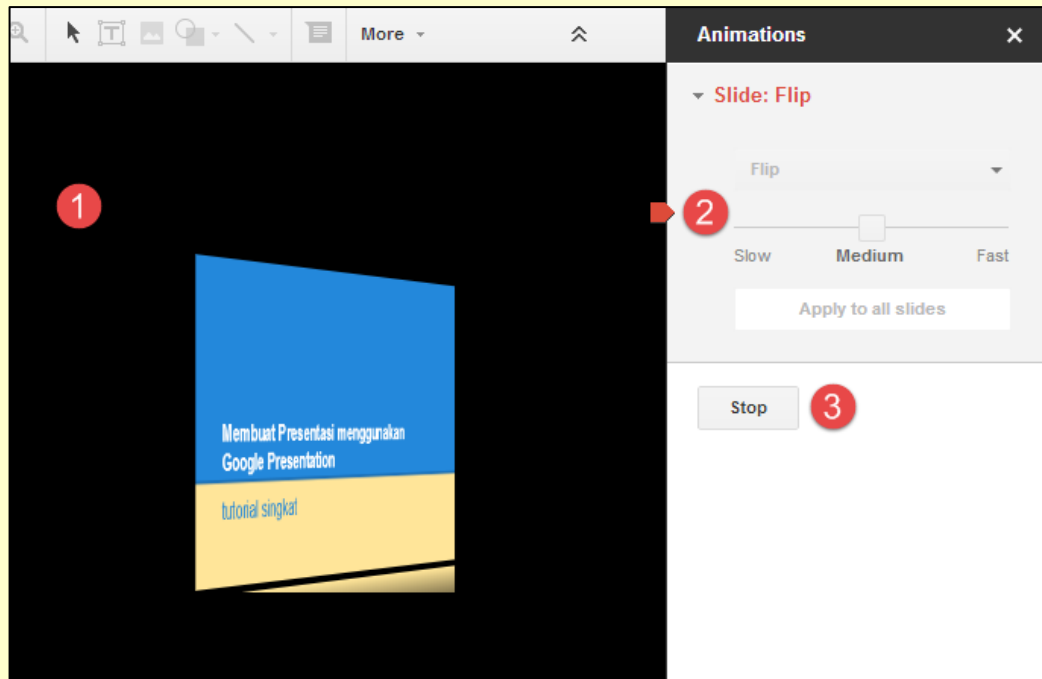 More
Animations
Slide: Flip
1
Flip
2
Slow Medium Fast
Apply to all slides
Stop
3
Membuat Presentasi menggunakan
Google Presentation
tutorial singkat